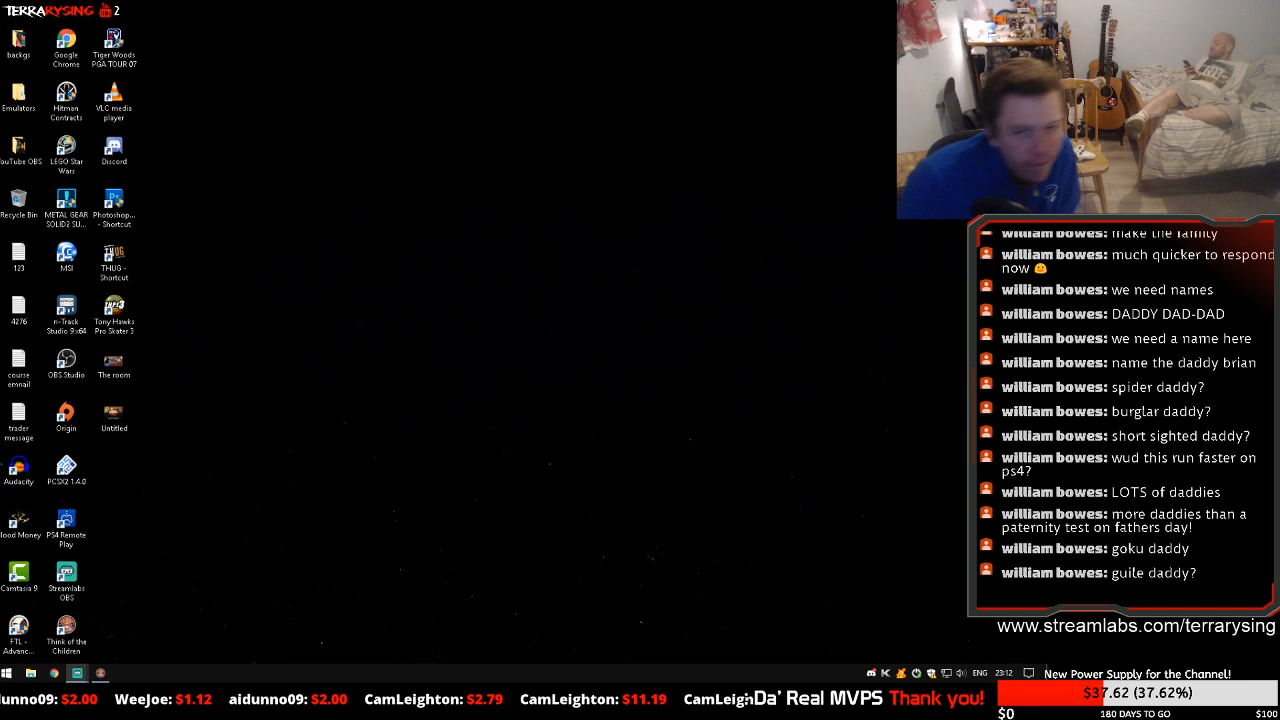 TERRARYSING 2
backgs
Google Chrome
Tiger Woods PGA TOUR 07
Emulators
Hitman Contracts
VLC media player
YouTube OBS
LEGO Star Wars
Discord
Recycle Bin
METAL GEAR SOLID2 SU...
Photoshop... - Shortcut
123
MSI
THUG - Shortcut
4276
n-Track Studio 9 x64
Tony Hawks Pro Skater 3
course emnail
OBS Studio
The room
trader message
Origin
Untitled
Audacity
PCSX2 1.4.0
lood Money
PS4 Remote Play
Camtasia 9
Streamlabs OBS
FTL - Advanc...
Think of the Children
william bowes: make the family
william bowes: much quicker to respond
now
william bowes: we need names
william bowes: DADDY DAD-DAD
william bowes: we need a name here
william bowes: name the daddy brian
william bowes: spider daddy?
william bowes: burglar daddy?
william bowes: short sighted daddy?
william bowes: wud this run faster on
ps4?
william bowes: LOTS of daddies
william bowes: more daddies than a
paternity test on fathers day!
william bowes: goku daddy
william bowes: guile daddy?
www.streamlabs.com/terrarysing
ENG 23:12
New Power Supply for the Channel!
dunno09: $2.00 WeeJoe: $1.12 aidunno09: $2.00 CamLeighton: $2.79 CamLeighton: $11.19 CamLeigh
Da' Real MVPS Thank you!
$37.62 (37.62%)
$0 180 DAYS TO GO $100